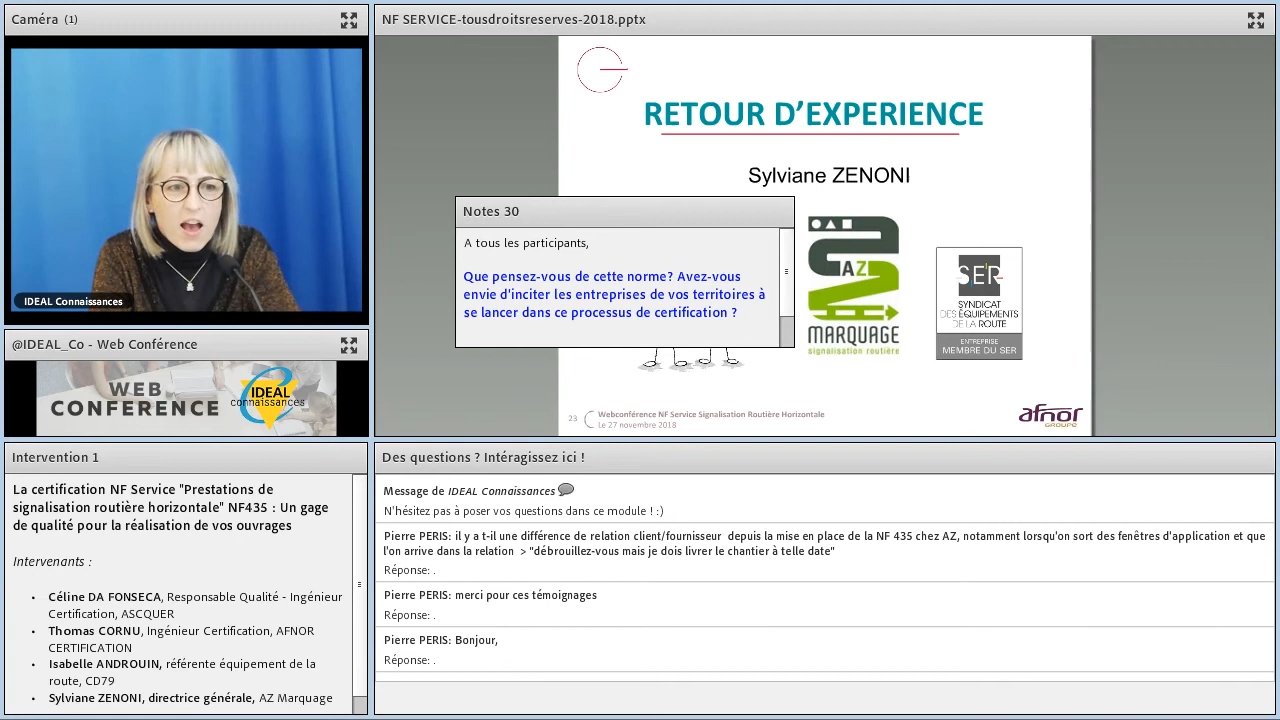 Caméra (1)
IDEAL Connaissances
@IDEAL_Co - Web Conférence
WEB
CONFERENCE
IDEAL
connaissances
NF SERVICE-tousdroitsreserves-2018.pptx
RETOUR D'EXPERIENCE
Sylviane ZENONI
Notes 30
A tous les participants,
Que pensez-vous de cette norme? Avez-vous
envie d'inciter les entreprises de vos territoires à
se lancer dans ce processus de certification ?
AZ
MARQUAGE
signalisation routière
SER
SYNDICAT
DES ÉQUIPEMENTS
DE LA ROUTE
ENTREPRISE
MEMBRE DU SER
23
Webconférence NF Service Signalisation Routière Horizontale
Le 27 novembre 2018
afnor
GROUPE
Intervention 1
La certification NF Service "Prestations de
signalisation routière horizontale" NF435 : Un gage
de qualité pour la réalisation de vos ouvrages
Intervenants :
• Céline DA FONSECA, Responsable Qualité - Ingénieur
Certification, ASCQUER
• Thomas CORNU, Ingénieur Certification, AFNOR
CERTIFICATION
• Isabelle ANDROUIN, référente équipement de la
route, CD79
• Sylviane ZENONI, directrice générale, AZ Marquage
Des questions ? Intéragissez ici !
Message de IDEAL Connaissances
N'hésitez pas à poser vos questions dans ce module ! :)
Pierre PERIS: il y a t-il une différence de relation client/fournisseur depuis la mise en place de la NF 435 chez AZ, notamment lorsqu'on sort des fenêtres d'application et que
l'on arrive dans la relation > "débrouillez-vous mais je dois livrer le chantier à telle date"
Réponse: .
Pierre PERIS: merci pour ces témoignages
Réponse: .
Pierre PERIS: Bonjour,
Réponse: .